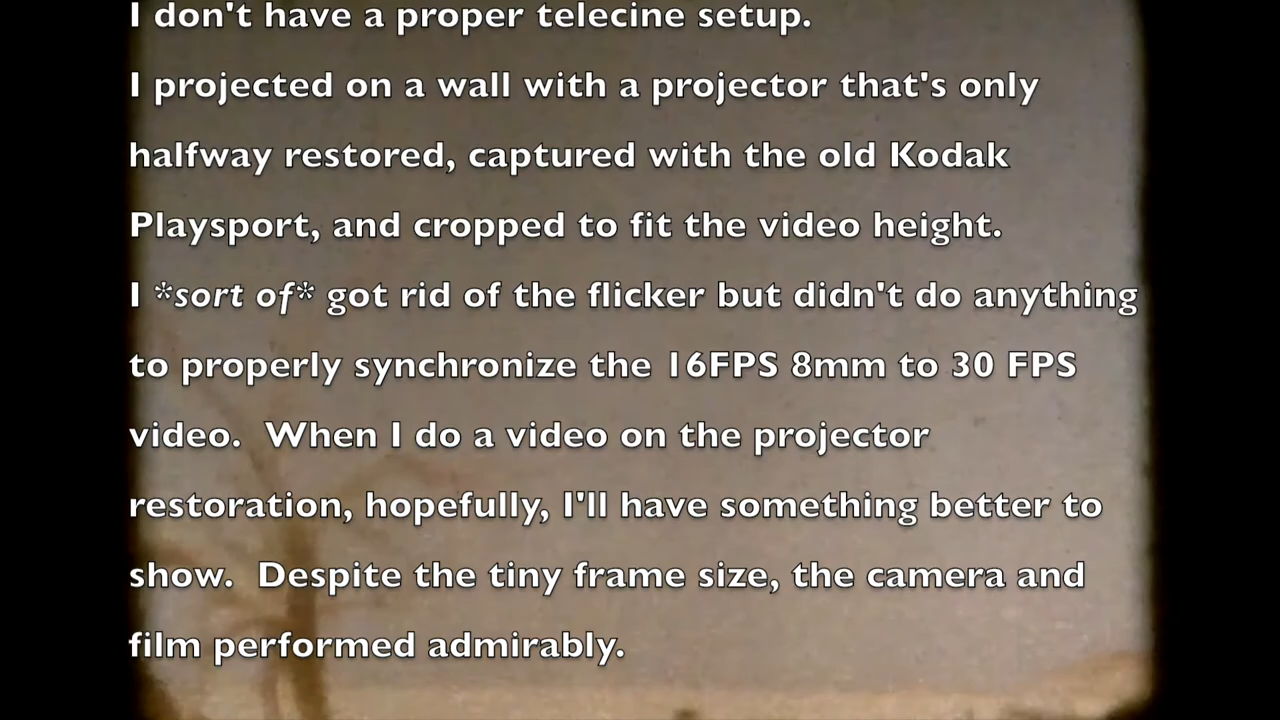 I don't have a proper telecine setup.
I projected on a wall with a projector that's only
halfway restored, captured with the old Kodak
Playsport, and cropped to fit the video height.
I *sort of* got rid of the flicker but didn't do anything
to properly synchronize the 16FPS 8mm to 30 FPS
video.  When I do a video on the projector
restoration, hopefully, I'll have something better to
show.  Despite the tiny frame size, the camera and
film performed admirably.